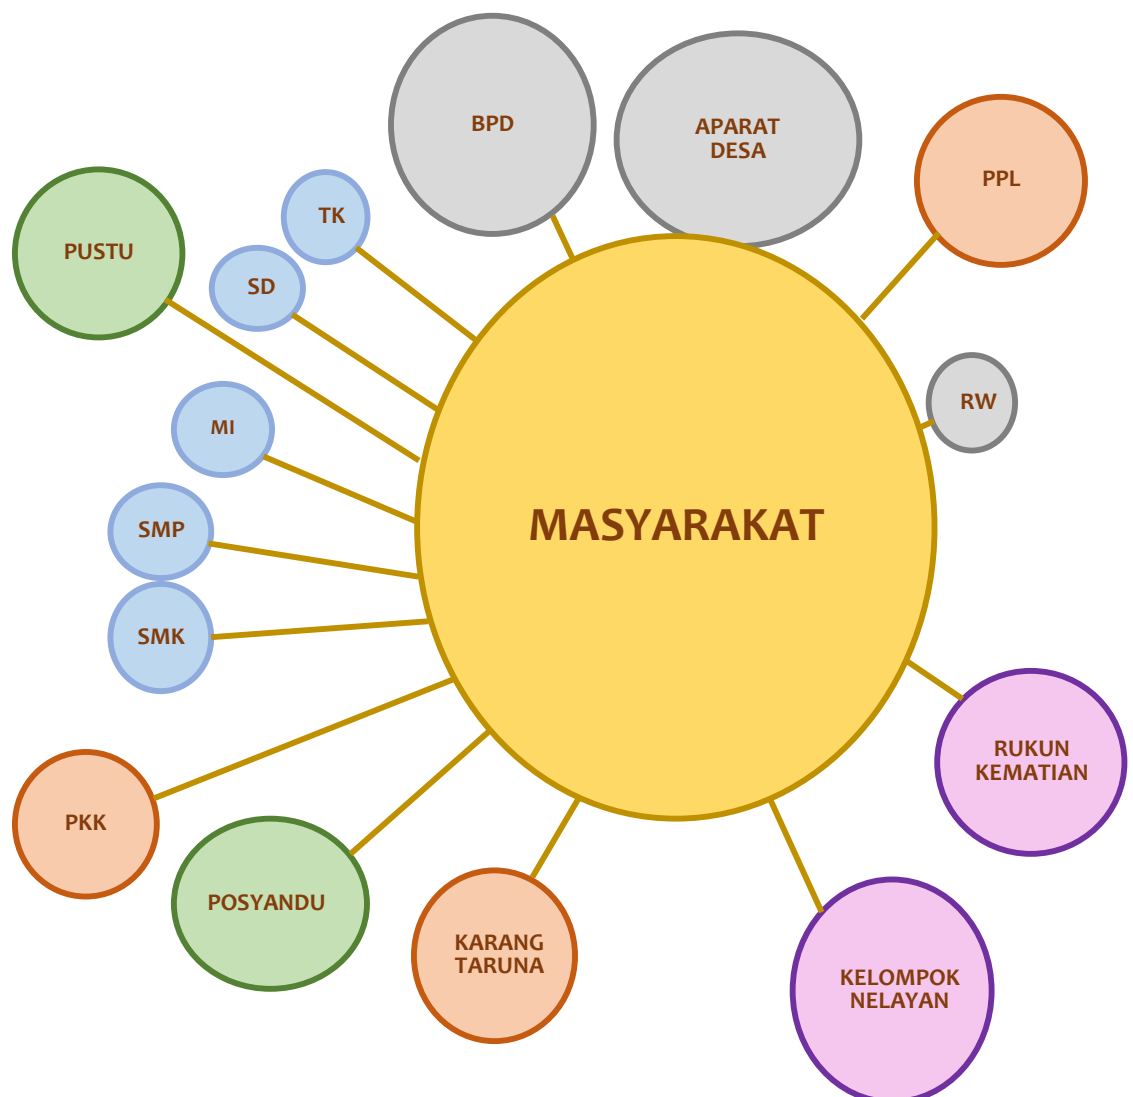 BPD
APARAT
DESA
PPL
TK
PUSTU
SD
RW
MI
SMP
MASYARAKAT
SMK
RUKUN
KEMATIAN
PKK
POSYANDU
KARANG
TARUNA
KELOMPOK
NELAYAN